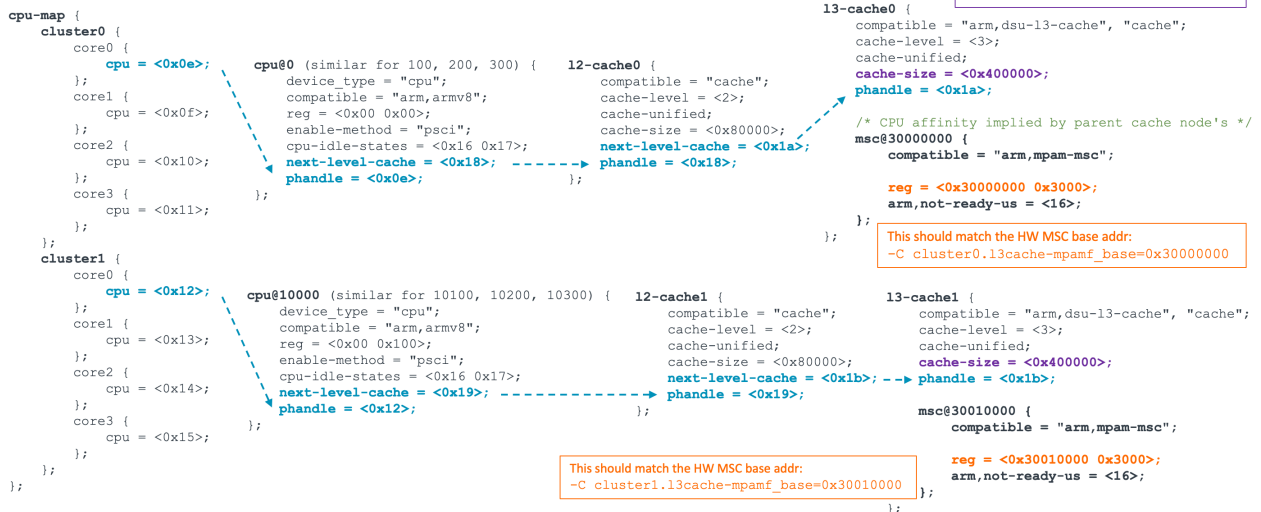 cpu-map {
cluster0 {
core0 {
cpu = <0x0e>;
};
core1 {
cpu = <0x0f>;
};
core2 {
cpu = <0x10>;
};
core3 {
cpu = <0x11>;
};
};
cluster1 {
core0 {
cpu = <0x12>;
};
core1 {
cpu = <0x13>;
};
core2 {
cpu = <0x14>;
};
core3 {
cpu = <0x15>;
};
};
};
cpu@0 (similar for 100, 200, 300) {
device_type = "cpu";
compatible = "arm,armv8";
reg = <0x00 0x00>;
enable-method = "psci";
cpu-idle-states = <0x16 0x17>;
next-level-cache = <0x18>;
phandle = <0x0e>;
};
l2-cache0 {
compatible = "cache";
cache-level = <2>;
cache-unified;
cache-size = <0x80000>;
next-level-cache = <0x1a>;
phandle = <0x18>;
};
l3-cache0 {
compatible = "arm,dsu-l3-cache", "cache";
cache-level = <3>;
cache-unified;
cache-size = <0x400000>;
phandle = <0x1a>;
/* CPU affinity implied by parent cache node's */
msc@30000000 {
compatible = "arm,mpam-msc";
reg = <0x30000000 0x3000>;
arm,not-ready-us = <16>;
};
};
This should match the HW MSC base addr:
-C cluster0.l3cache-mpamf_base=0x30000000
cpu@10000 (similar for 10100, 10200, 10300) {
device_type = "cpu";
compatible = "arm,armv8";
reg = <0x00 0x100>;
enable-method = "psci";
cpu-idle-states = <0x16 0x17>;
next-level-cache = <0x19>;
phandle = <0x12>;
};
l2-cache1 {
compatible = "cache";
cache-level = <2>;
cache-unified;
cache-size = <0x80000>;
next-level-cache = <0x1b>;
phandle = <0x19>;
};
l3-cache1 {
compatible = "arm,dsu-l3-cache", "cache";
cache-level = <3>;
cache-unified;
cache-size = <0x400000>;
phandle = <0x1b>;
msc@30010000 {
compatible = "arm,mpam-msc";
reg = <0x30010000 0x3000>;
arm,not-ready-us = <16>;
};
};
This should match the HW MSC base addr:
-C cluster1.l3cache-mpamf_base=0x30010000